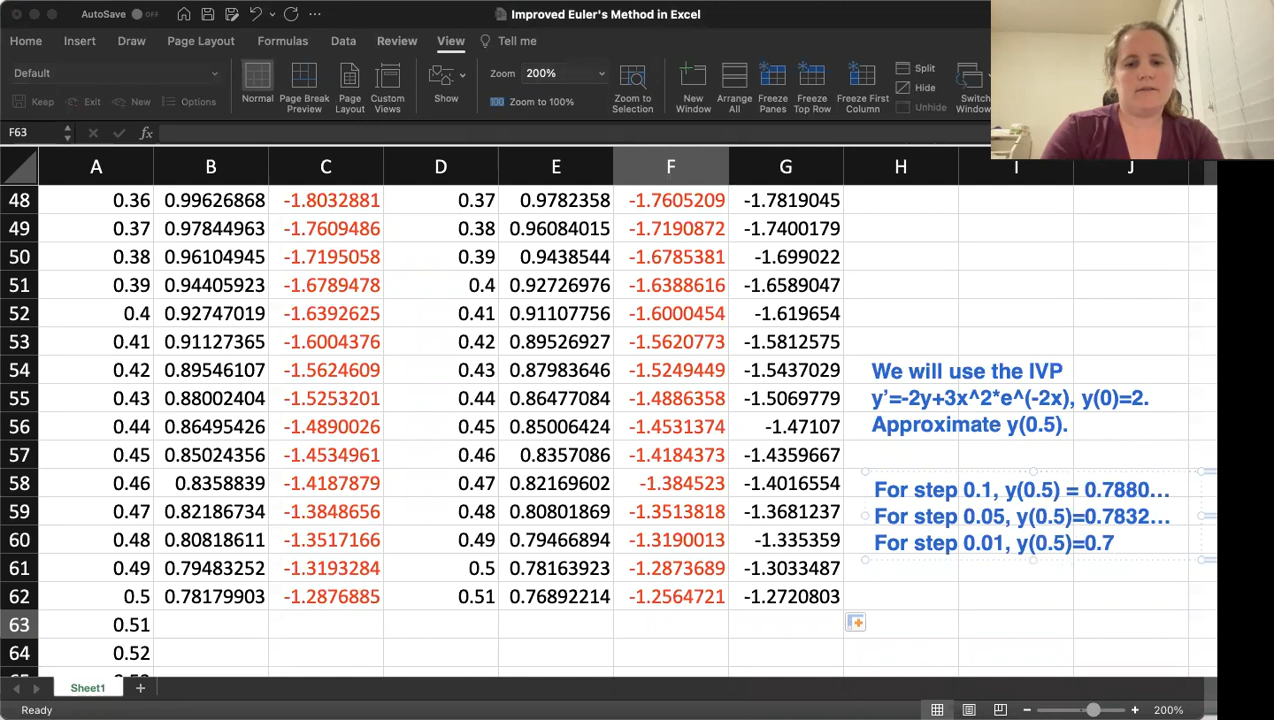 AutoSave OFF Improved Euler's Method in Excel
Home Insert Draw Page Layout Formulas Data Review View Tell me
Default
Keep Exit New Options
Normal Page Break Preview Page Layout Custom Views
Show
Zoom 200%
100 Zoom to 100%
Zoom to Selection
New Window Arrange All Freeze Panes Freeze Top Row Freeze First Column
Split
Hide
Unhide
Switch Window
F63 fx
A B C D E F G H I J
48 0.36 0.99626868 -1.8032881 0.37 0.9782358 -1.7605209 -1.7819045
49 0.37 0.97844963 -1.7609486 0.38 0.96084015 -1.7190872 -1.7400179
50 0.38 0.96104945 -1.7195058 0.39 0.9438544 -1.6785381 -1.699022
51 0.39 0.94405923 -1.6789478 0.4 0.92726976 -1.6388616 -1.6589047
52 0.4 0.92747019 -1.6392625 0.41 0.91107756 -1.6000454 -1.619654
53 0.41 0.91127365 -1.6004376 0.42 0.89526927 -1.5620773 -1.5812575
54 0.42 0.89546107 -1.5624609 0.43 0.87983646 -1.5249449 -1.5437029
55 0.43 0.88002404 -1.5253201 0.44 0.86477084 -1.4886358 -1.5069779
56 0.44 0.86495426 -1.4890026 0.45 0.85006424 -1.4531374 -1.47107
57 0.45 0.85024356 -1.4534961 0.46 0.8357086 -1.4184373 -1.4359667
58 0.46 0.8358839 -1.4187879 0.47 0.82169602 -1.384523 -1.4016554
59 0.47 0.82186734 -1.3848656 0.48 0.80801869 -1.3513818 -1.3681237
60 0.48 0.80818611 -1.3517166 0.49 0.79466894 -1.3190013 -1.335359
61 0.49 0.79483252 -1.3193284 0.5 0.78163923 -1.2873689 -1.3033487
62 0.5 0.78179903 -1.2876885 0.51 0.76892214 -1.2564721 -1.2720803
63 0.51
64 0.52
We will use the IVP
y'=-2y+3x^2*e^(-2x), y(0)=2.
Approximate y(0.5).
For step 0.1, y(0.5) = 0.7880...
For step 0.05, y(0.5)=0.7832...
For step 0.01, y(0.5)=0.7
Sheet1
Ready 200%